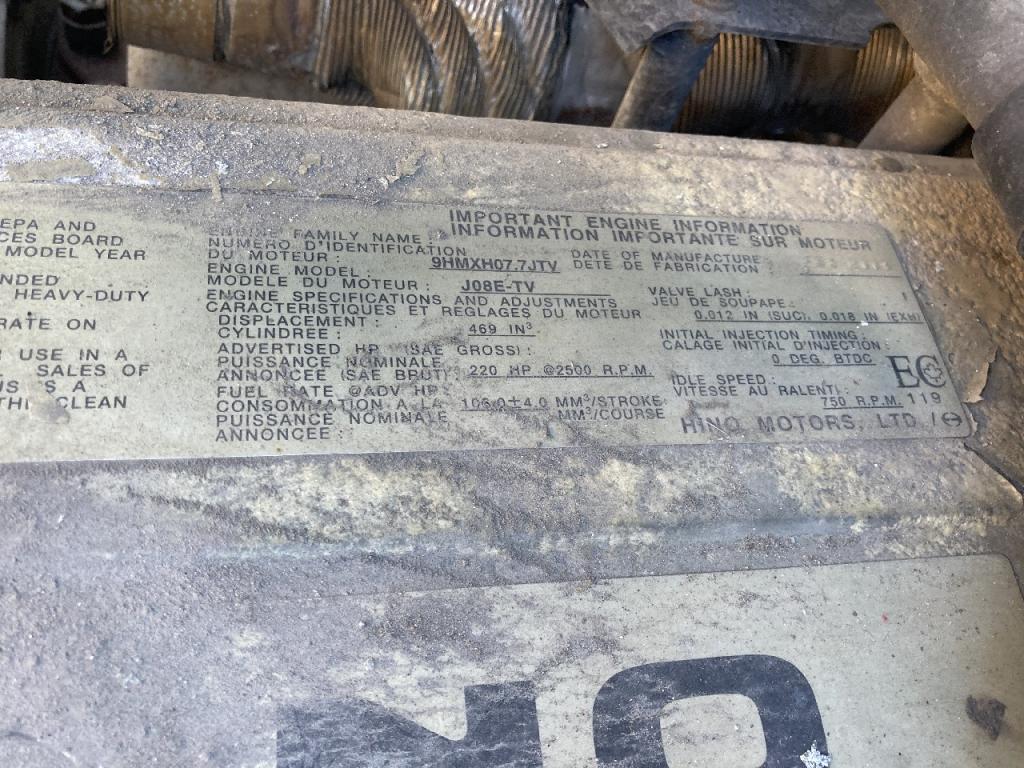 EPA AND
CES BOARD
MODEL YEAR
NDED
HEAVY-DUTY
RATE ON
USE IN A
SALES OF
S A
CLEAN
IMPORTANT ENGINE INFORMATION
INFORMATION IMPORTANTE SUR MOTEUR
ENGINE FAMILY NAME
NUMERO D'IDENTIFICATION
DU MOTEUR: 9HMXH07.7JTV
ENGINE MODEL:
MODELE DU MOTEUR: J08E-TV
ENGINE SPECIFICATIONS AND ADJUSTMENTS
CARACTERISTIQUES ET REGLAGES DU MOTEUR
DISPLACEMENT:
CYLINDREE: 469 IN³
ADVERTISED HP (SAE GROSS):
PUISSANCE NOMINALE
ANNONCEE (SAE BRUT): 220 HP @2500 R.P.M.
FUEL RATE @ADV HP
CONSOMMATION A LA 106.0±4.0 MM³/STROKE
PUISSANCE NOMINALE MM³/COURSE
ANNONCEE:
DATE OF MANUFACTURE
DETE DE FABRICATION
VALVE LASH:
JEU DE SOUPAPE:
0.012 IN (SUC), 0.018 IN (EXH)
INITIAL INJECTION TIMING:
CALAGE INITIAL D'INJECTION
0 DEG. BTDC
IDLE SPEED:
VITESSE AU RALENTI:
750 R.P.M.
EC
119
HINO MOTORS, LTD.
NO